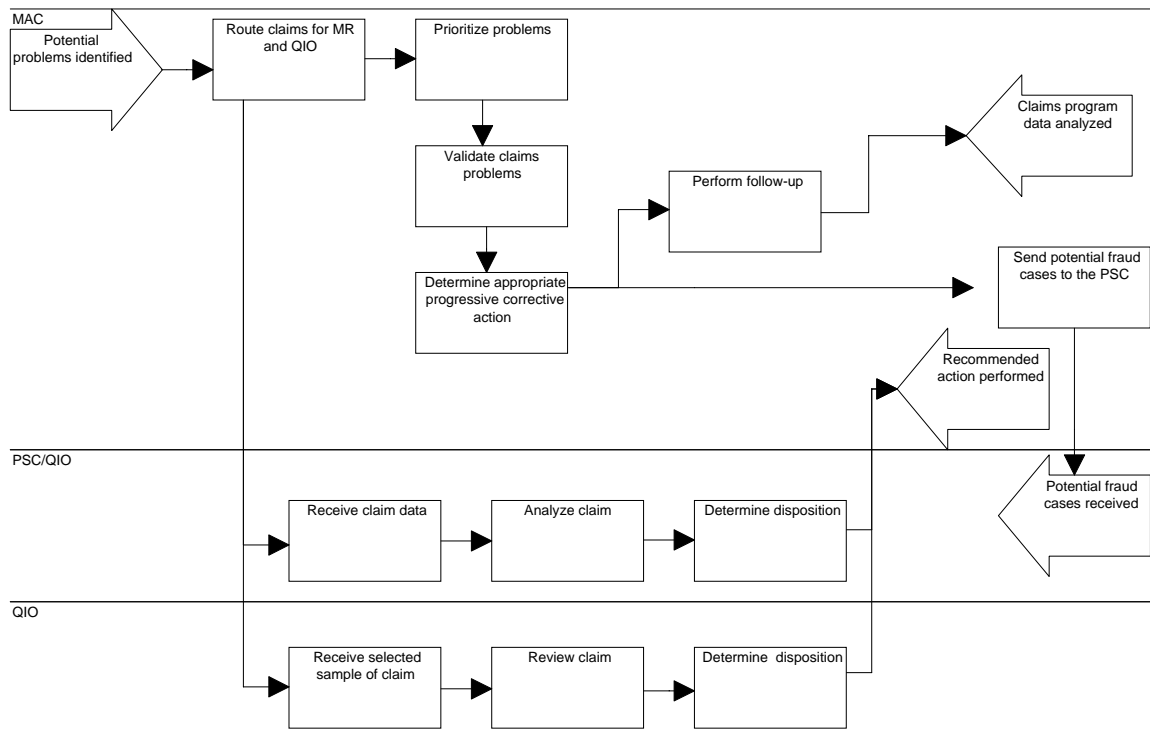 MAC
Potential
problems identified
Route claims for MR
and QIO
Prioritize problems
Validate claims
problems
Determine appropriate
progressive corrective
action
Perform follow-up
Claims program
data analyzed
Send potential fraud
cases to the PSC
Recommended
action performed
PSC/QIO
Receive claim data
Analyze claim
Determine disposition
Potential fraud
cases received
QIO
Receive selected
sample of claim
Review claim
Determine disposition